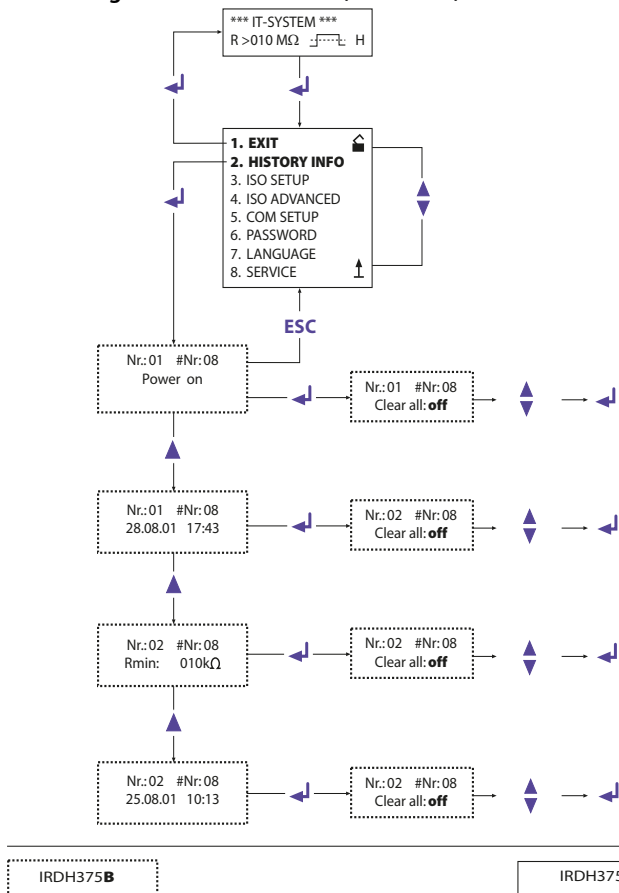 *** IT-SYSTEM ***
R >010 MΩ H
1. EXIT
2. HISTORY INFO
3. ISO SETUP
4. ISO ADVANCED
5. COM SETUP
6. PASSWORD
7. LANGUAGE
8. SERVICE
ESC
Nr.: 01 #Nr: 08
Power on
Nr.: 01 #Nr: 08
Clear all: off
Nr.: 01 #Nr: 08
28.08.01 17:43
Nr.: 02 #Nr: 08
Clear all: off
Nr.: 02 #Nr: 08
Rmin: 010kΩ
Nr.: 02 #Nr: 08
Clear all: off
Nr.: 02 #Nr: 08
25.08.01 10:13
Nr.: 02 #Nr: 08
Clear all: off
IRDH375B
IRDH375